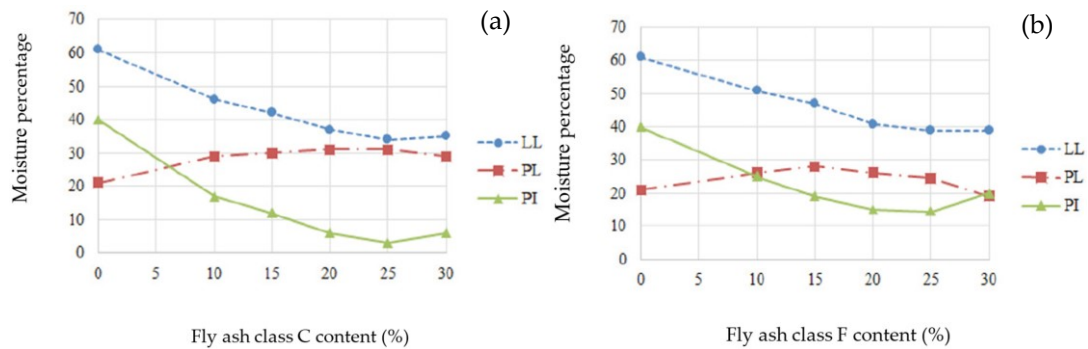 (a)
Moisture percentage
70
60
50
40
30
20
10
0
0 5 10 15 20 25 30
LL
PL
PI
Fly ash class C content (%)
(b)
Moisture percentage
70
60
50
40
30
20
10
0
0 5 10 15 20 25 30
LL
PL
PI
Fly ash class F content (%)